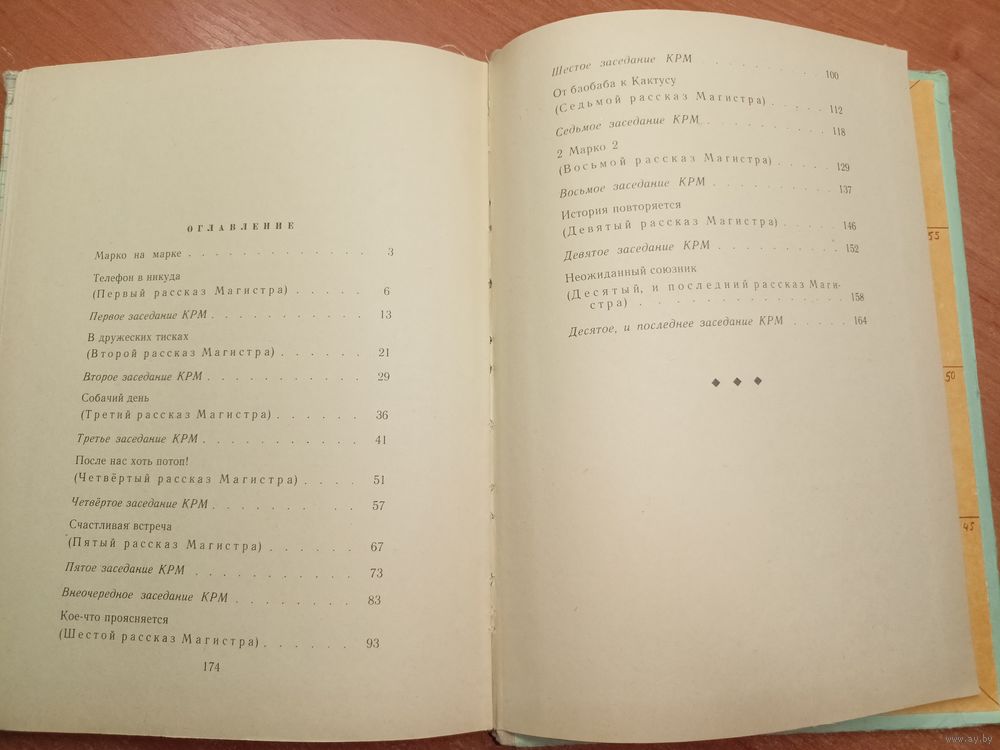 ОГЛАВЛЕНИЕ
Марко на марке . . . . . . . . . . . . . 3
Телефон в никуда
(Первый рассказ Магистра) . . . . . . 6
Первое заседание КРМ . . . . . . . . . . . 13
В дружеских тисках
(Второй рассказ Магистра) . . . . . . 21
Второе заседание КРМ . . . . . . . . . . 29
Собачий день
(Третий рассказ Магистра) . . . . . . 36
Третье заседание КРМ . . . . . . . . . . 41
После нас хоть потоп!
(Четвёртый рассказ Магистра) . . . . 51
Четвёртое заседание КРМ . . . . . . . . . 57
Счастливая встреча
(Пятый рассказ Магистра) . . . . . . 67
Пятое заседание КРМ . . . . . . . . . . . 73
Внеочередное заседание КРМ . . . . . . . . 83
Кое-что проясняется
(Шестой рассказ Магистра) . . . . . . 93
174
Шестое заседание КРМ . . . . . . . . . . 100
От баобаба к Кактусу
(Седьмой рассказ Магистра) . . . . . 112
Седьмое заседание КРМ . . . . . . . . . . 118
2 Марко 2
(Восьмой рассказ Магистра) . . . . . 129
Восьмое заседание КРМ . . . . . . . . . . 137
История повторяется
(Девятый рассказ Магистра) . . . . . 146
Девятое заседание КРМ . . . . . . . . . . 152
Неожиданный союзник
(Десятый, и последний рассказ Маги-
стра) . . . . . . . . . . . . . 158
Десятое, и последнее заседание КРМ . . . . . 164
55
50
45
www.ay.by